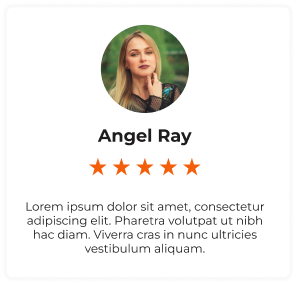 Angel Ray
Lorem ipsum dolor sit amet, consectetur
adipiscing elit. Pharetra volutpat ut nibh
hac diam. Viverra cras in nunc ultricies
vestibulum aliquam.